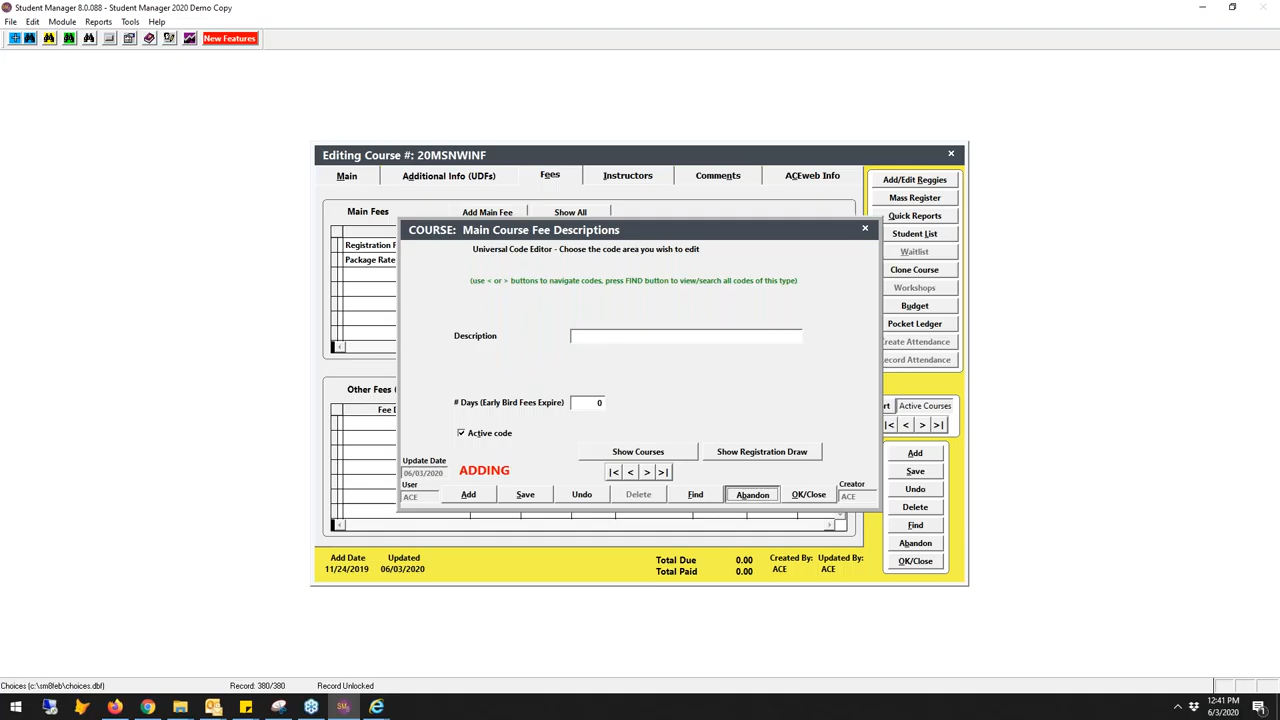 Student Manager 8.0.088 - Student Manager 2020 Demo Copy
File Edit Module Reports Tools Help
New Features
Editing Course #: 20MSNWINF
Main Additional Info (UDFs) Fees Instructors Comments ACEweb Info
Main Fees Add Main Fee Show All
Registration F
Package Rate
COURSE: Main Course Fee Descriptions
Universal Code Editor - Choose the code area you wish to edit
(use < or > buttons to navigate codes, press FIND button to view/search all codes of this type)
Description
# Days (Early Bird Fees Expire) 0
Active code
Show Courses Show Registration Draw
Update Date
06/03/2020
ADDING
|< < > >|
User
ACE
Add Save Undo Delete Find Abandon OK/Close
Creator
ACE
Other Fees (
Fee D
Add/Edit Reggies
Mass Register
Quick Reports
Student List
Waitlist
Clone Course
Workshops
Budget
Pocket Ledger
Create Attendance
Record Attendance
rt Active Courses
|< < > >|
Add
Save
Undo
Delete
Find
Abandon
OK/Close
Add Date Updated
11/24/2019 06/03/2020
Total Due 0.00
Total Paid 0.00
Created By: Updated By:
ACE ACE
Choices (c:\sm8feb\choices.dbf) Record: 380/380 Record Unlocked
12:41 PM
6/3/2020